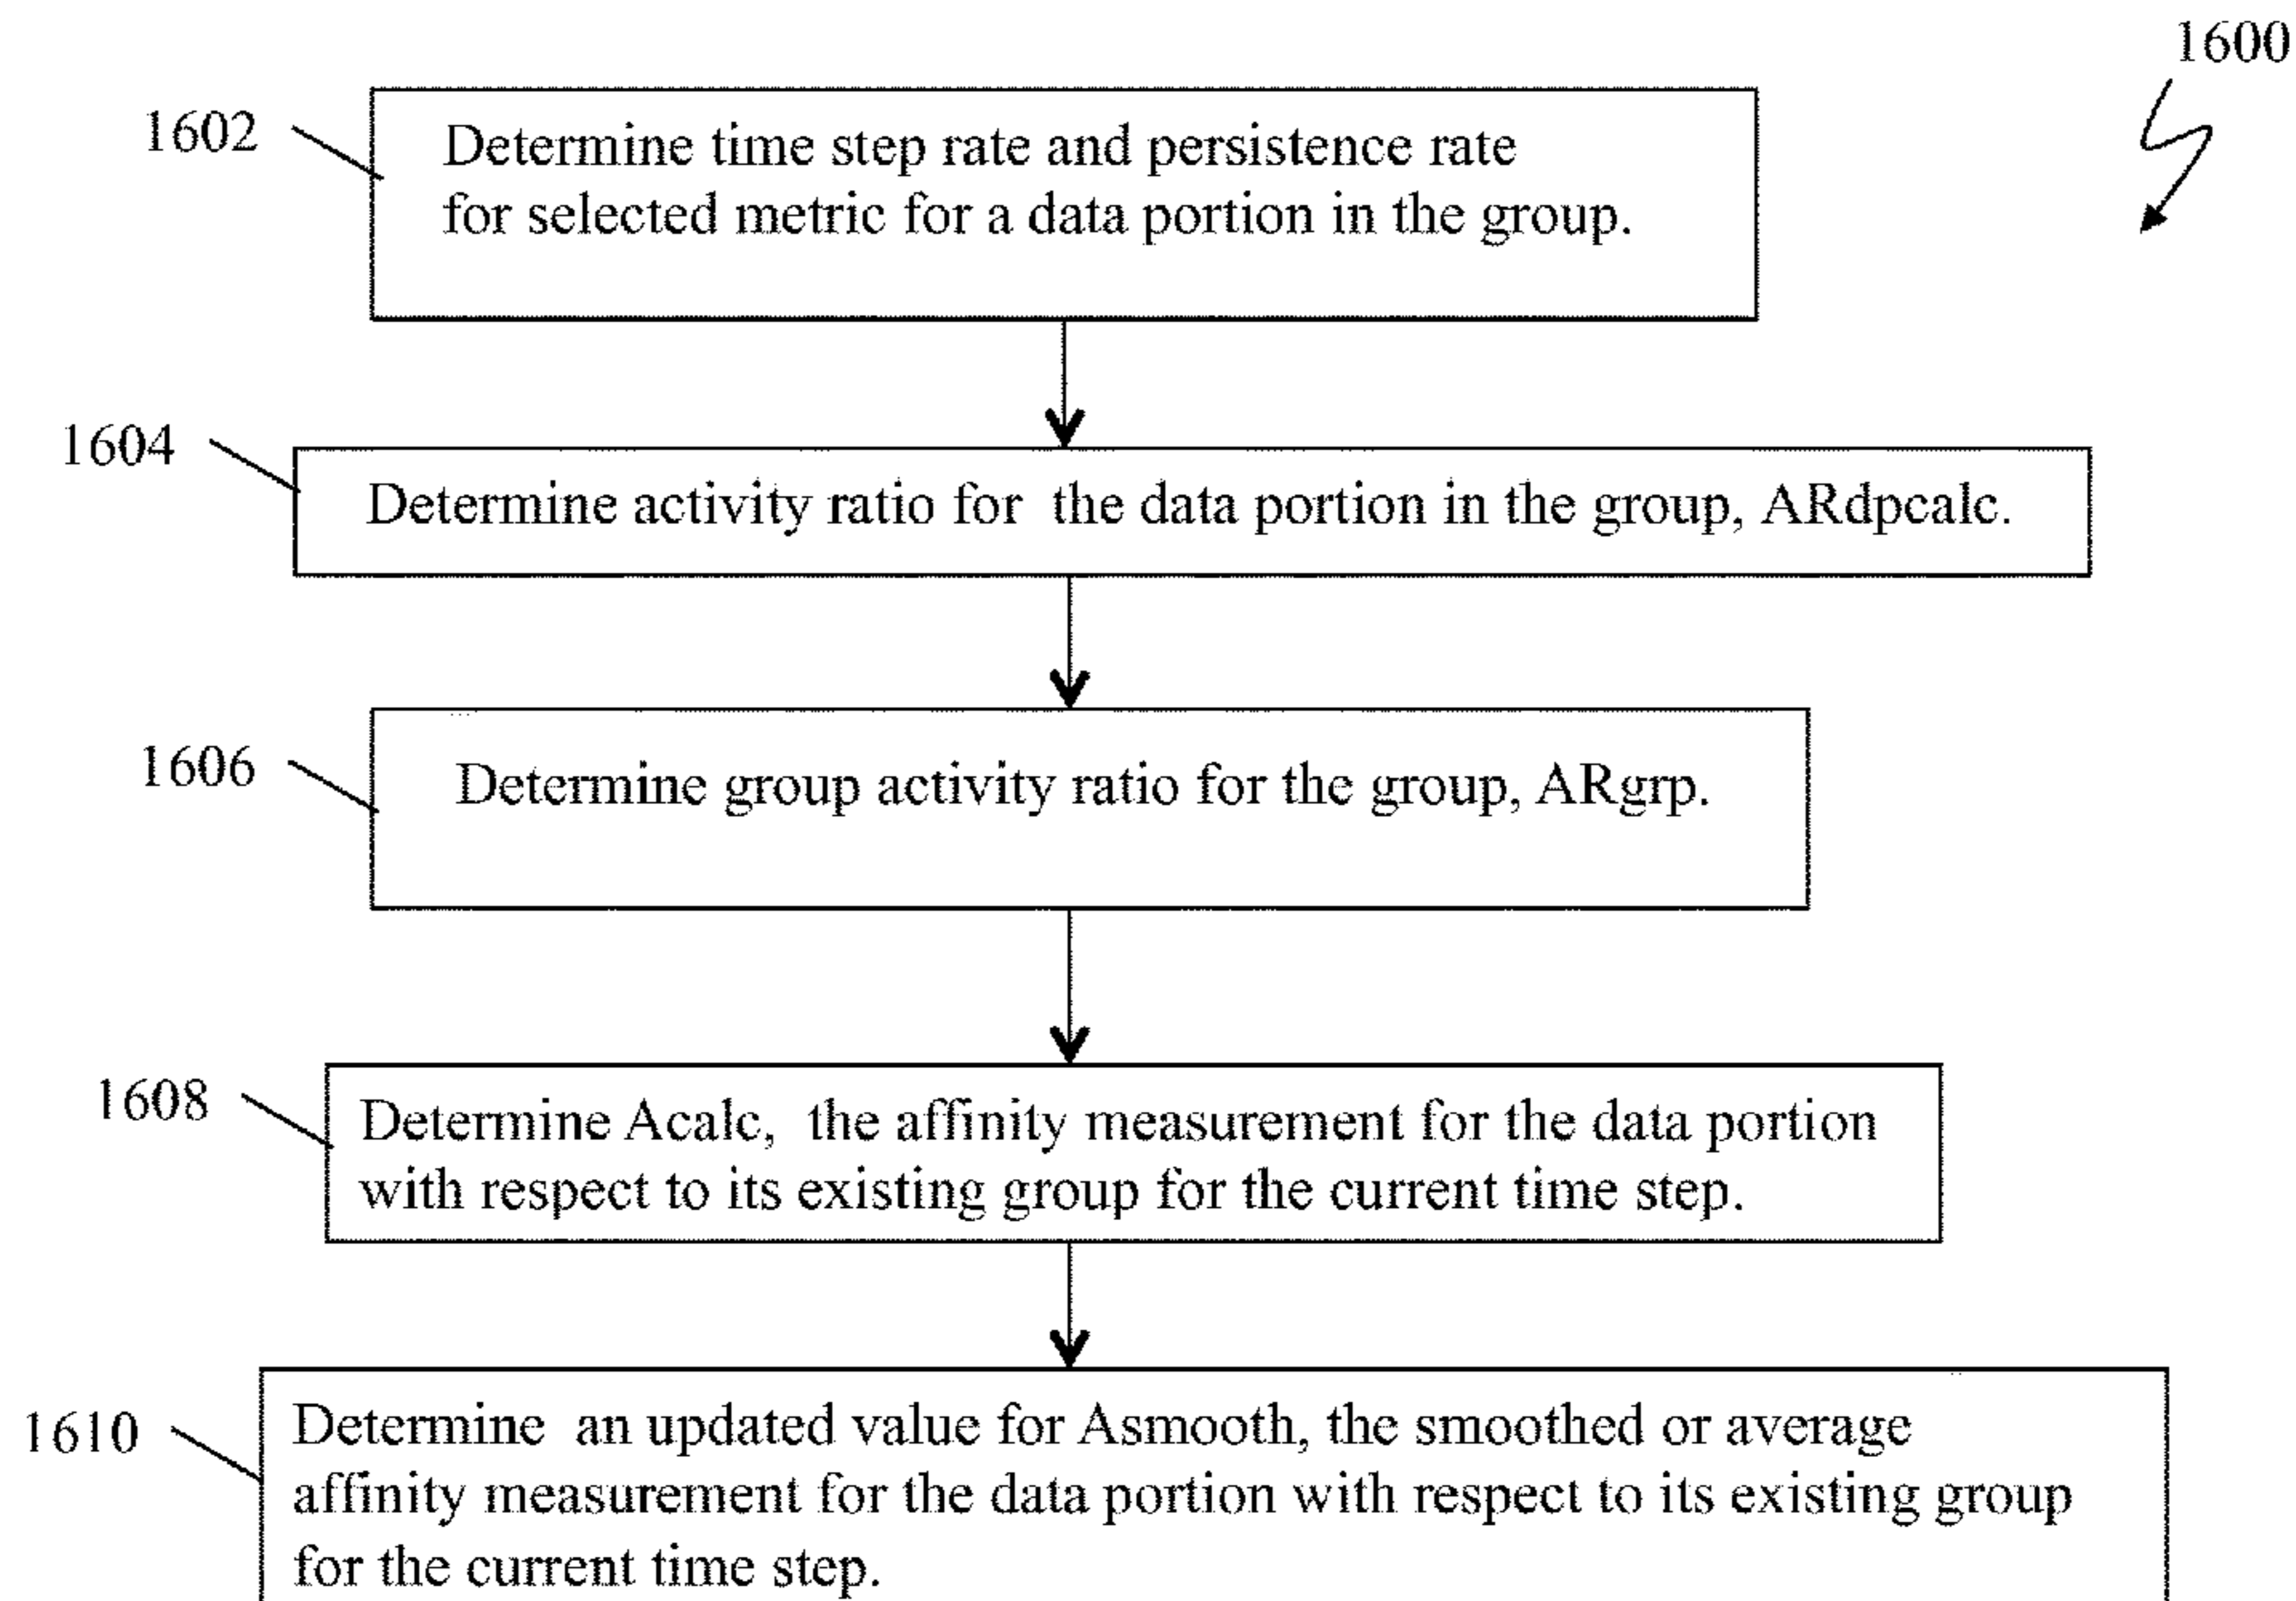 1600
1602
Determine time step rate and persistence rate
for selected metric for a data portion in the group.
1604
Determine activity ratio for the data portion in the group, ARdpcalc.
1606
Determine group activity ratio for the group, ARgrp.
1608
Determine Acalc, the affinity measurement for the data portion
with respect to its existing group for the current time step.
1610
Determine an updated value for Asmooth, the smoothed or average
affinity measurement for the data portion with respect to its existing group
for the current time step.